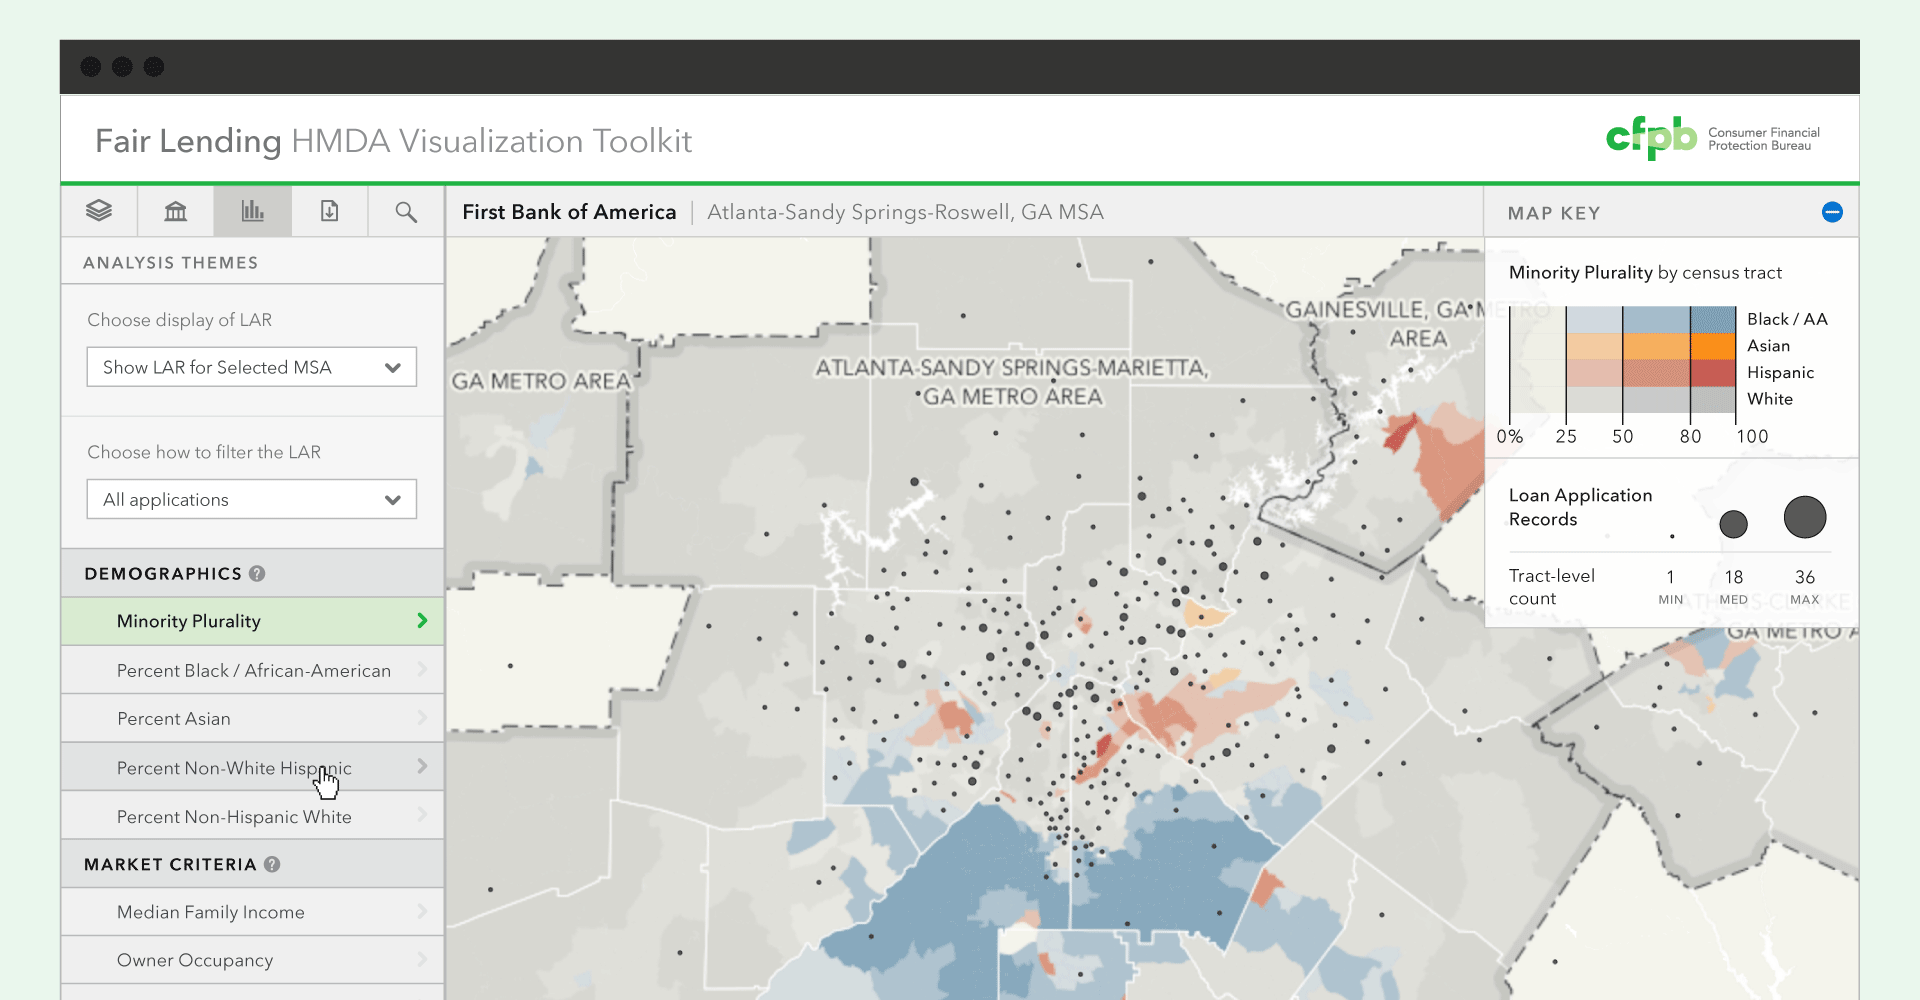 Fair Lending HMDA Visualization Toolkit
cfpb Consumer Financial
Protection Bureau
First Bank of America | Atlanta-Sandy Springs-Roswell, GA MSA
MAP KEY
ANALYSIS THEMES
Choose display of LAR
Show LAR for Selected MSA
Choose how to filter the LAR
All applications
DEMOGRAPHICS ?
Minority Plurality
Percent Black / African-American
Percent Asian
Percent Non-White Hispanic
Percent Non-Hispanic White
MARKET CRITERIA ?
Median Family Income
Owner Occupancy
GA METRO AREA
ATLANTA-SANDY SPRINGS-MARIETTA,
GA METRO AREA
GAINESVILLE, GA METRO
AREA
Minority Plurality by census tract
Black / AA
Asian
Hispanic
White
0% 25 50 80 100
Loan Application
Records
Tract-level
count
1 18 36
MIN MED MAX
ATHENS-CLARKE
GA METRO A